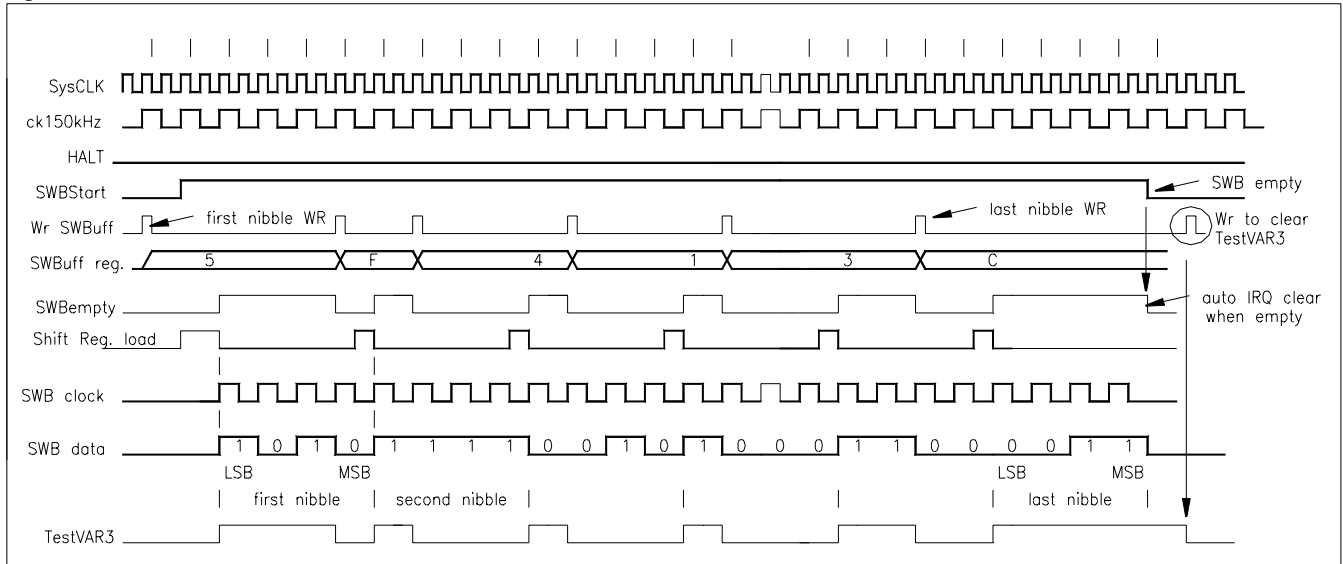 SysCLK
ck150kHz
HALT
SWBStart
SWB empty
Wr SWBuff
first nibble WR
last nibble WR
Wr to clear
TestVAR3
SWBuff reg.
5 F 4 1 3 C
SWBempty
auto IRQ clear
when empty
Shift Reg. load
SWB clock
SWB data
1 0 1 0 1 1 1 1 0 0 1 0 1 0 0 0 1 1 0 0 0 0 1 1
LSB MSB LSB MSB
first nibble second nibble last nibble
TestVAR3